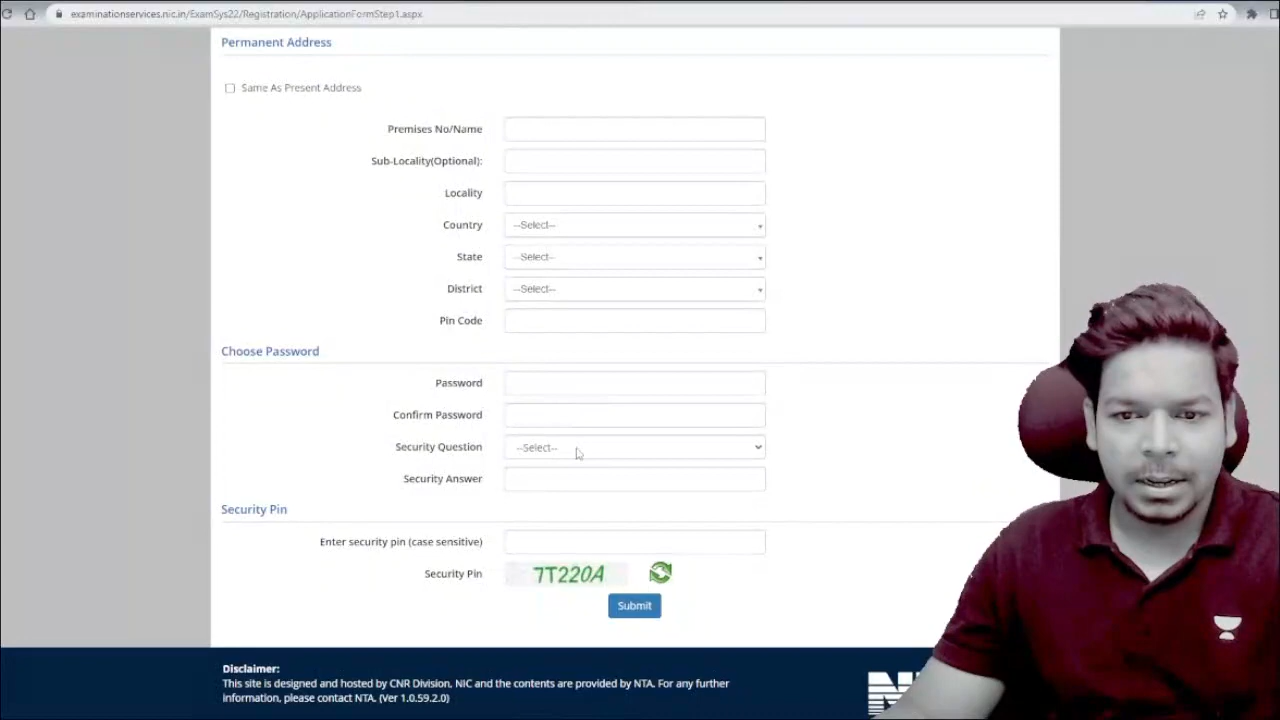 examinationservices.nic.in/ExamSys22/Registration/ApplicationFormStep1.aspx
Permanent Address
Same As Present Address
Premises No/Name
Sub-Locality(Optional):
Locality
Country --Select--
State --Select--
District --Select--
Pin Code
Choose Password
Password
Confirm Password
Security Question --Select--
Security Answer
Security Pin
Enter security pin (case sensitive)
Security Pin 7T220A
Submit
Disclaimer:
This site is designed and hosted by CNR Division, NIC and the contents are provided by NTA. For any further
information, please contact NTA. (Ver 1.0.59.2.0)